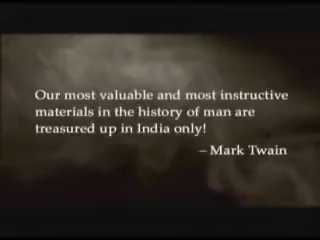 Our most valuable and most instructive
materials in the history of man are
treasured up in India only!
– Mark Twain